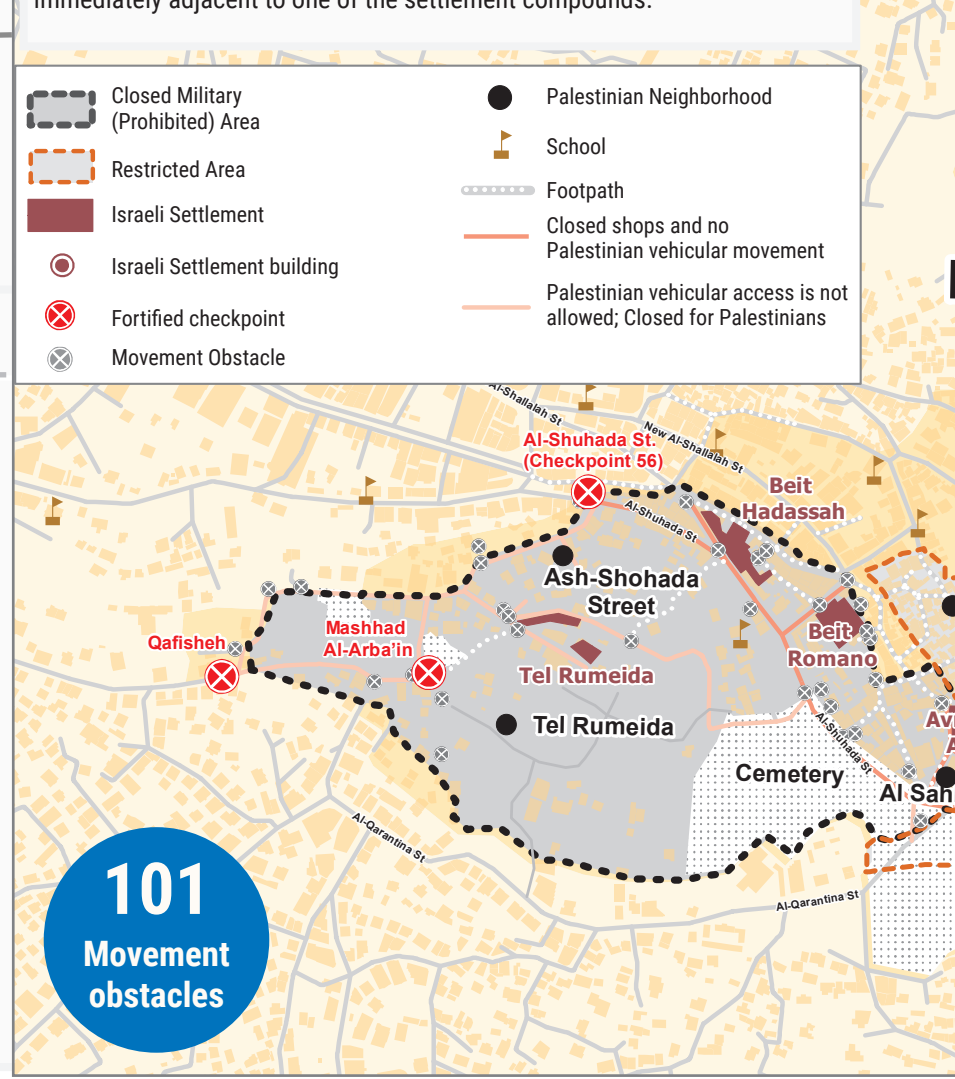 immediately adjacent to one of the settlement compounds.
Closed Military
(Prohibited) Area
Restricted Area
Israeli Settlement
Israeli Settlement building
Fortified checkpoint
Movement Obstacle
Palestinian Neighborhood
School
Footpath
Closed shops and no
Palestinian vehicular movement
Palestinian vehicular access is not
allowed; Closed for Palestinians
Al-Shallalah St
New Al-Shallalah St
Al-Shuhada St.
(Checkpoint 56)
Al-Shuhada St
Beit
Hadassah
Ash-Shohada
Street
Mashhad
Al-Arba'in
Qafisheh
Tel Rumeida
Beit
Romano
Tel Rumeida
Al-Shuhada St
Cemetery
Al Sah
Al-Qarantina St
Al-Qarantina St
101
Movement
obstacles